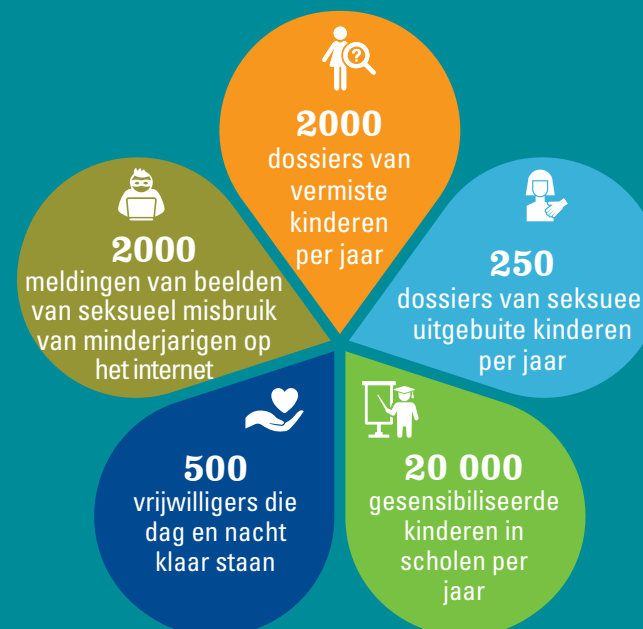 ?
2000
dossiers van
vermiste
kinderen
per jaar
2000
meldingen van beelden
van seksueel misbruik
van minderjarigen op
het internet
250
dossiers van seksuee
uitgebuite kinderen
per jaar
500
vrijwilligers die
dag en nacht
klaar staan
20 000
gesensibiliseerde
kinderen in
scholen per
jaar